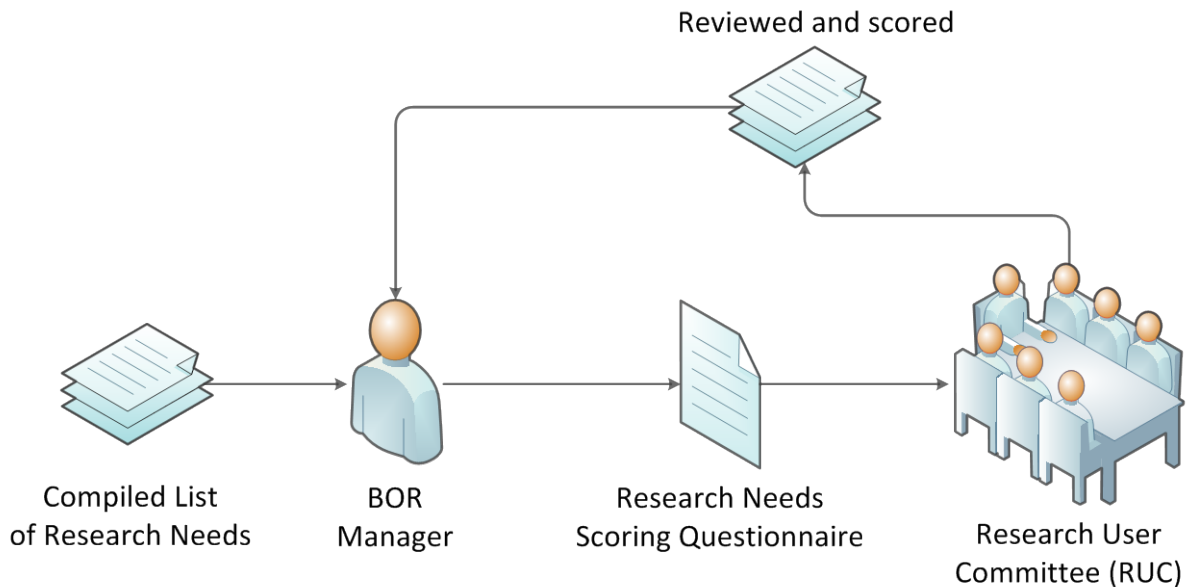 Reviewed and scored
Compiled List
of Research Needs
BOR
Manager
Research Needs
Scoring Questionnaire
Research User
Committee (RUC)